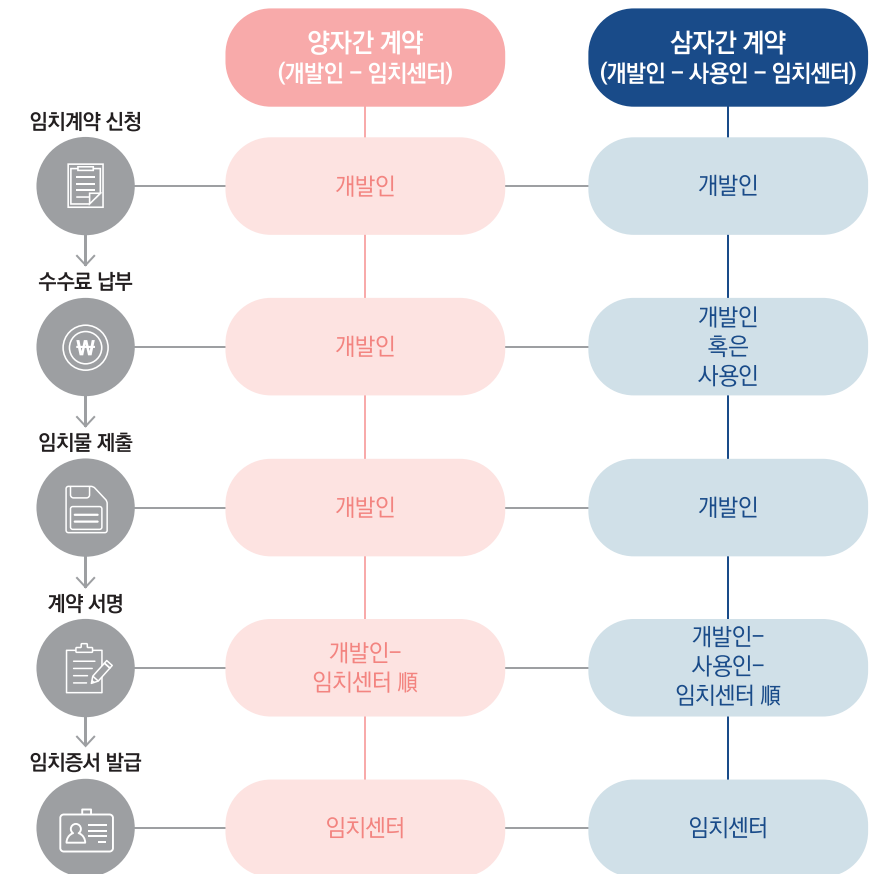 양자간 계약
(개발인 - 임치센터)
삼자간 계약
(개발인 - 사용인 - 임치센터)
임치계약 신청
개발인
개발인
수수료 납부
₩
개발인
개발인
혹은
사용인
임치물 제출
개발인
개발인
계약 서명
개발인-
임치센터 順
개발인-
사용인-
임치센터 順
임치증서 발급
임치센터
임치센터